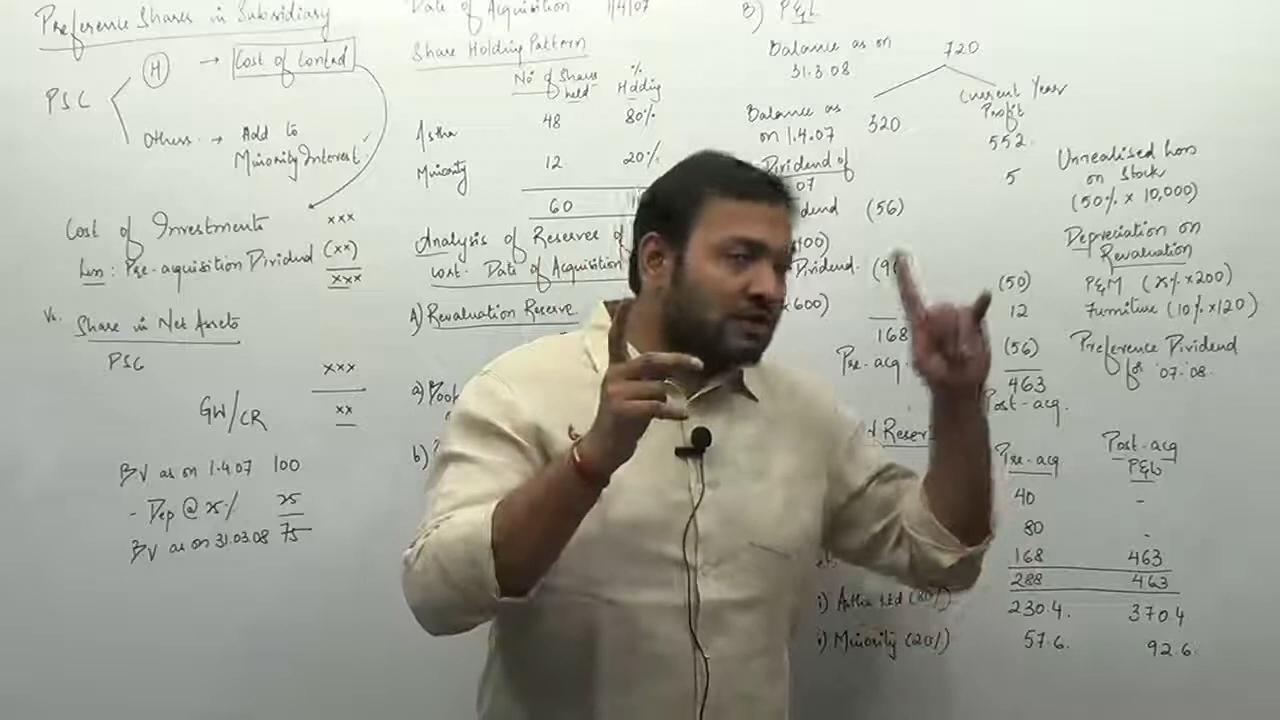 Preference Shares in Subsidiary
PSC
(H) → Cost of Control
Others → Add to
Minority Interest
Cost of Investments xxx
Less: Pre-acquisition Dividend (xx)
xxx
Vs.
Share in Net Assets
PSC
xxx
GW/CR xx
BV as on 1.4.07 100
- Dep @ 25% 25
BV as on 31.03.08 75
Date of Acquisition 1/4/07
Share Holding Pattern
No of Shares held % Holding
Astha 48 80%
Minority 12 20%
60
Analysis of Reserves
Date of Acquisition
A) Revaluation Reserve
a)
b)
B) P&L
Balance as on 31.3.08 720
Balance as on 1.4.07 320
Current Year Profit 552
Dividend of
07
(56)
Dividend.
x600)
168
Pre-acq.
5 Unrealised loss on Stock
(50% x 10,000)
Depreciation on Revaluation
(50) P&M (25% x 200)
12 Furniture (10% x 120)
(56) Preference Dividend for '07-'08.
463
Post-acq.
Pre-acq Post-acq P&L
40 -
80 -
168 463
288 463
i) Astha Ltd (80%) 230.4. 370.4
i) Minority (20%) 57.6. 92.6.